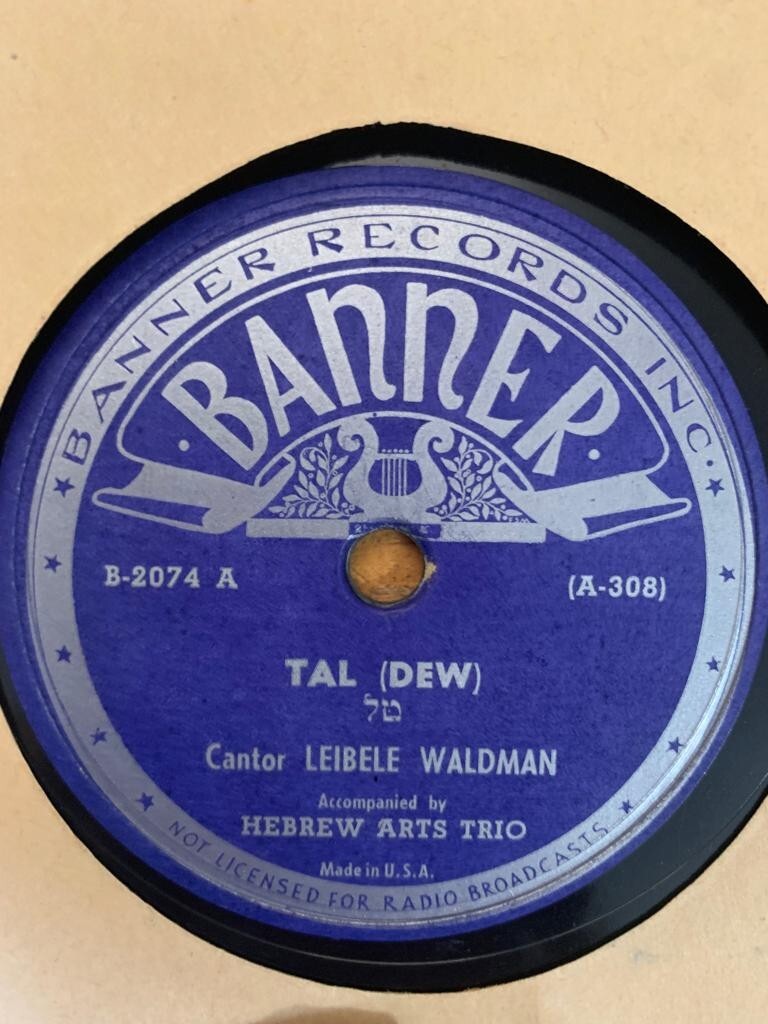 BANNER RECORDS INC.
BANNER
B-2074 A
(A-308)
TAL (DEW)
טל
Cantor LEIBELE WALDMAN
Accompanied by
HEBREW ARTS TRIO
Made in U.S.A.
NOT LICENSED FOR RADIO BROADCASTS